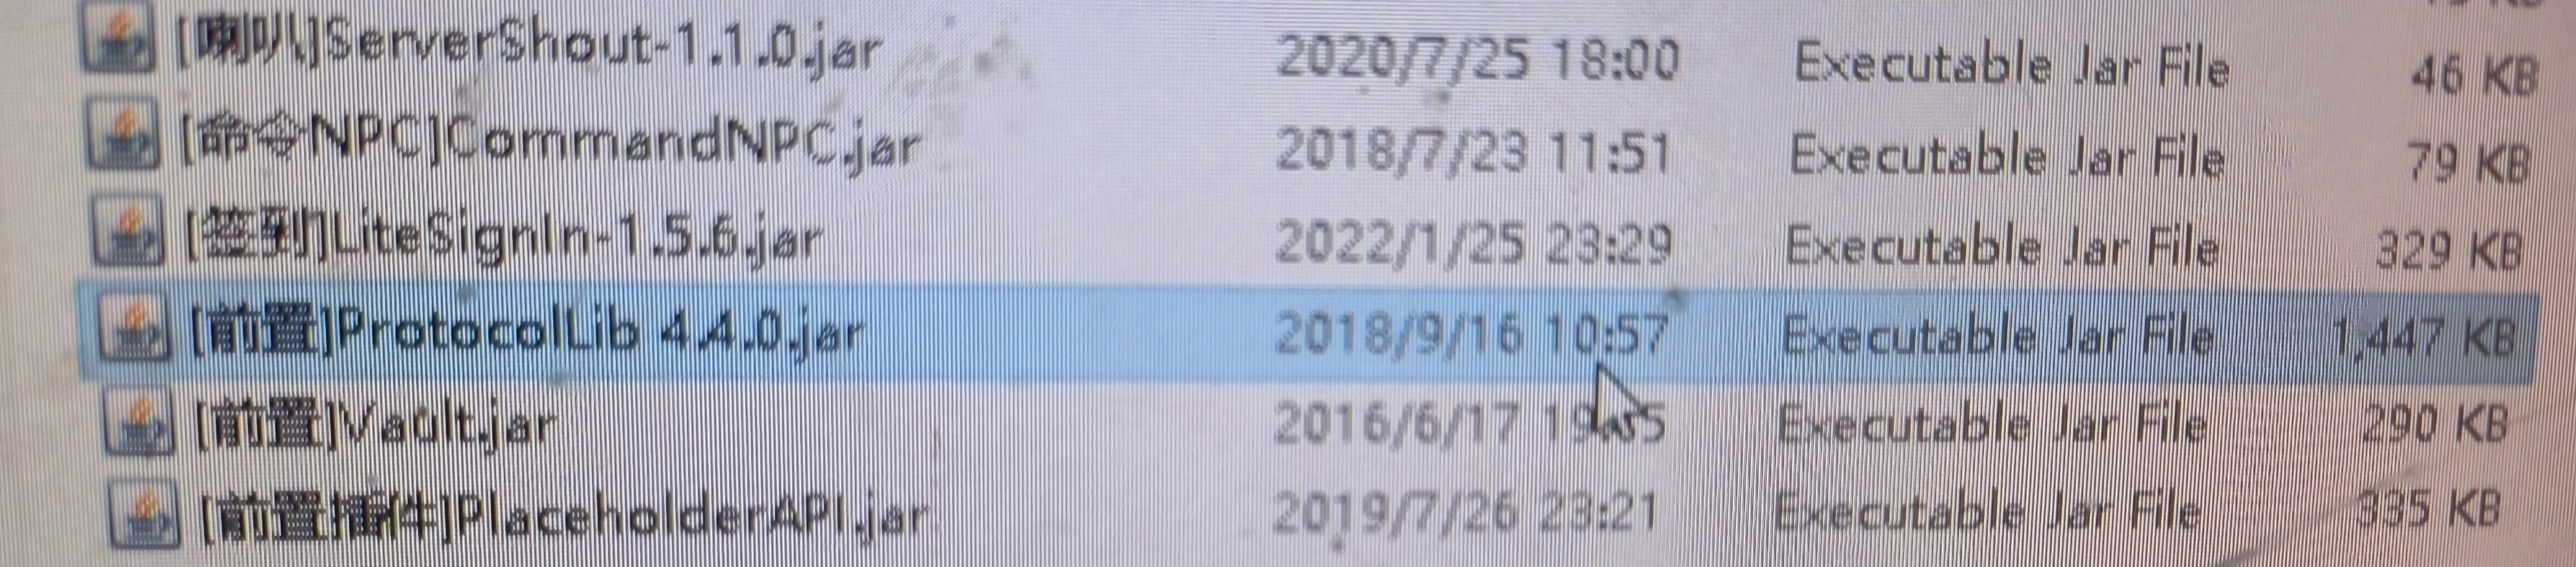 [喇叭]ServerShout-1.1.0.jar 2020/7/25 18:00 Executable Jar File 46 KB
[命令NPC]CommandNPC.jar 2018/7/23 11:51 Executable Jar File 79 KB
[签到]LiteSignIn-1.5.6.jar 2022/1/25 23:29 Executable Jar File 329 KB
[前置]ProtocolLib 4.4.0.jar 2018/9/16 10:57 Executable Jar File 1,447 KB
[前置]Vault.jar 2016/6/17 Executable Jar File 290 KB
[前置插件]PlaceholderAPI.jar 2019/7/26 23:21 Executable Jar File 335 KB